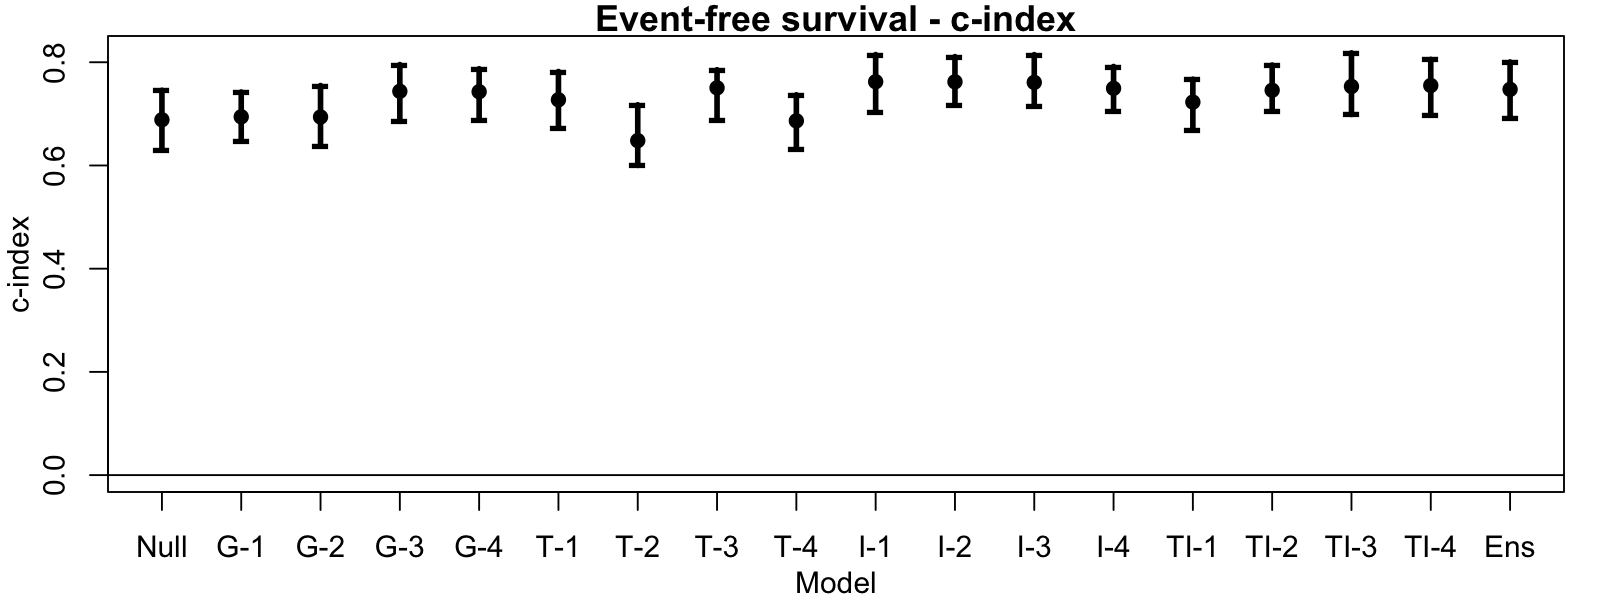 Event-free survival - c-index
c-index
0.8
0.6
0.4
0.2
0.0
Null G-1 G-2 G-3 G-4 T-1 T-2 T-3 T-4 I-1 I-2 I-3 I-4 TI-1 TI-2 TI-3 TI-4 Ens
Model